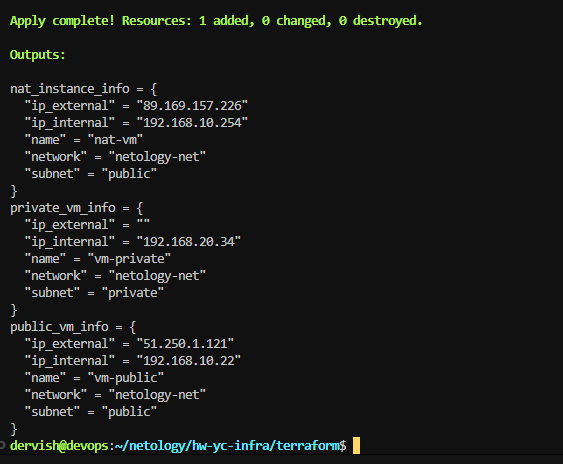 Apply complete! Resources: 1 added, 0 changed, 0 destroyed.
Outputs:
nat_instance_info = {
  "ip_external" = "89.169.157.226"
  "ip_internal" = "192.168.10.254"
  "name" = "nat-vm"
  "network" = "netology-net"
  "subnet" = "public"
}
private_vm_info = {
  "ip_external" = ""
  "ip_internal" = "192.168.20.34"
  "name" = "vm-private"
  "network" = "netology-net"
  "subnet" = "private"
}
public_vm_info = {
  "ip_external" = "51.250.1.121"
  "ip_internal" = "192.168.10.22"
  "name" = "vm-public"
  "network" = "netology-net"
  "subnet" = "public"
}
dervish@devops:~/netology/hw-yc-infra/terraform$